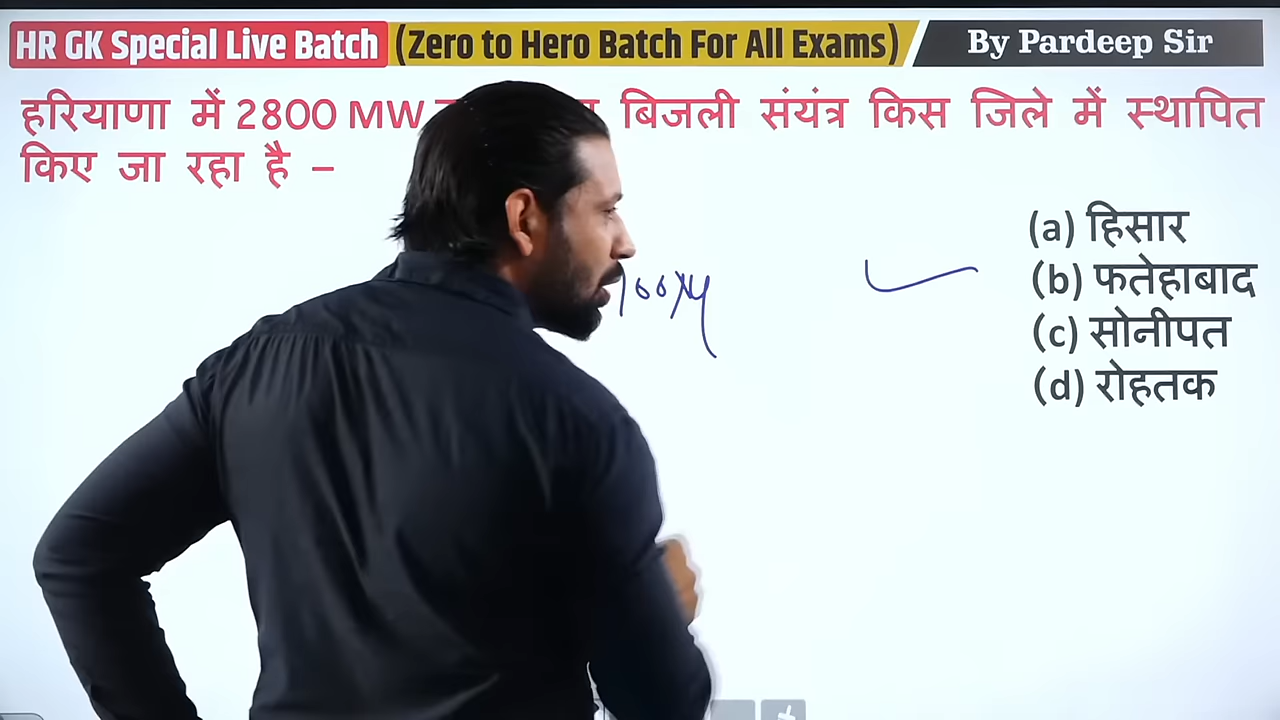 HR GK Special Live Batch (Zero to Hero Batch For All Exams) By Pardeep Sir
हरियाणा में 2800 MW बिजली संयंत्र किस जिले में स्थापित
किए जा रहा है –
(a) हिसार
(b) फतेहाबाद
(c) सोनीपत
(d) रोहतक